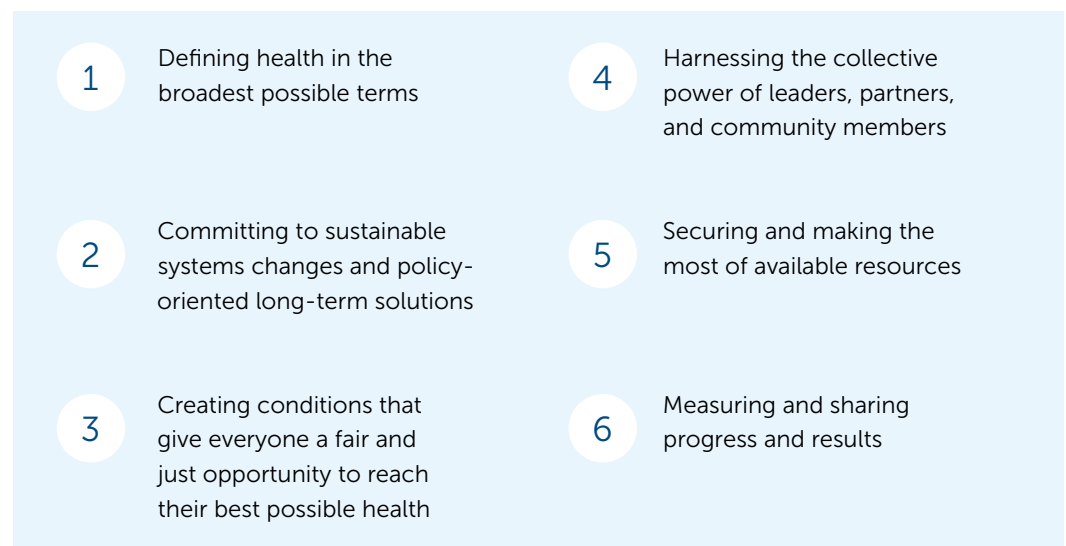 1
Defining health in the
broadest possible terms
2
Committing to sustainable
systems changes and policy-
oriented long-term solutions
3
Creating conditions that
give everyone a fair and
just opportunity to reach
their best possible health
4
Harnessing the collective
power of leaders, partners,
and community members
5
Securing and making the
most of available resources
6
Measuring and sharing
progress and results